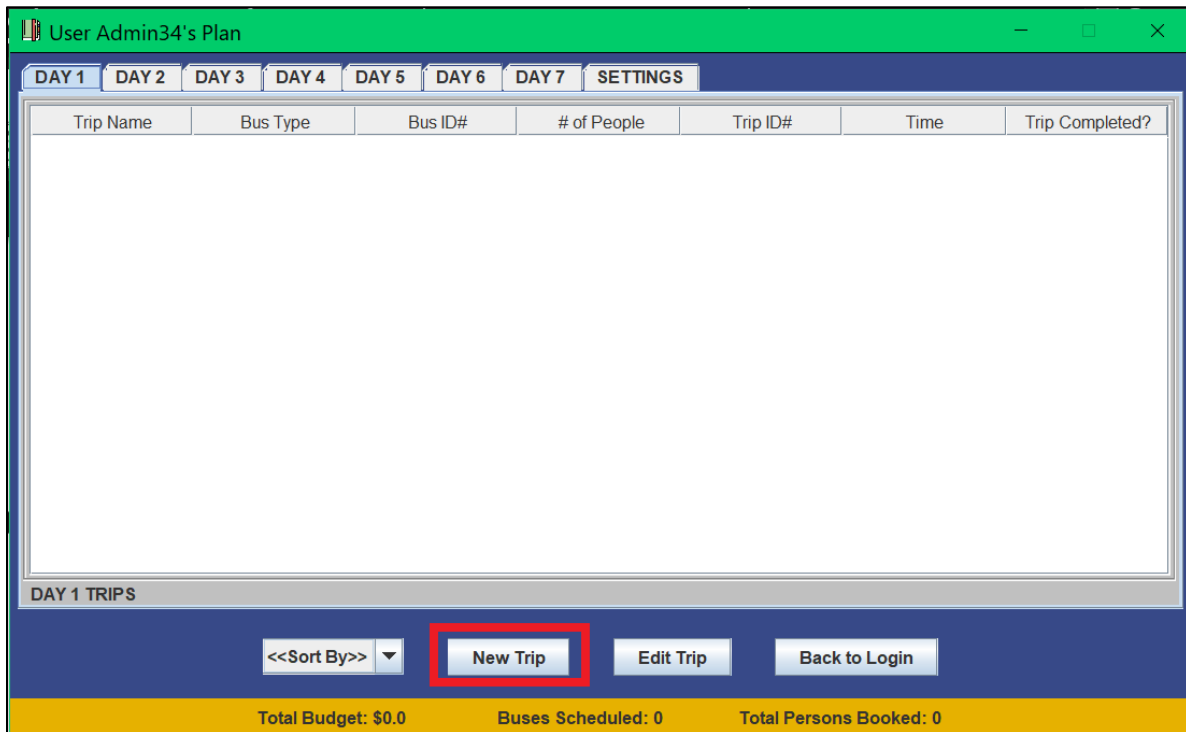 User Admin34's Plan
DAY 1 DAY 2 DAY 3 DAY 4 DAY 5 DAY 6 DAY 7 SETTINGS
Trip Name Bus Type Bus ID# # of People Trip ID# Time Trip Completed?
DAY 1 TRIPS
<<Sort By>> New Trip Edit Trip Back to Login
Total Budget: $0.0 Buses Scheduled: 0 Total Persons Booked: 0